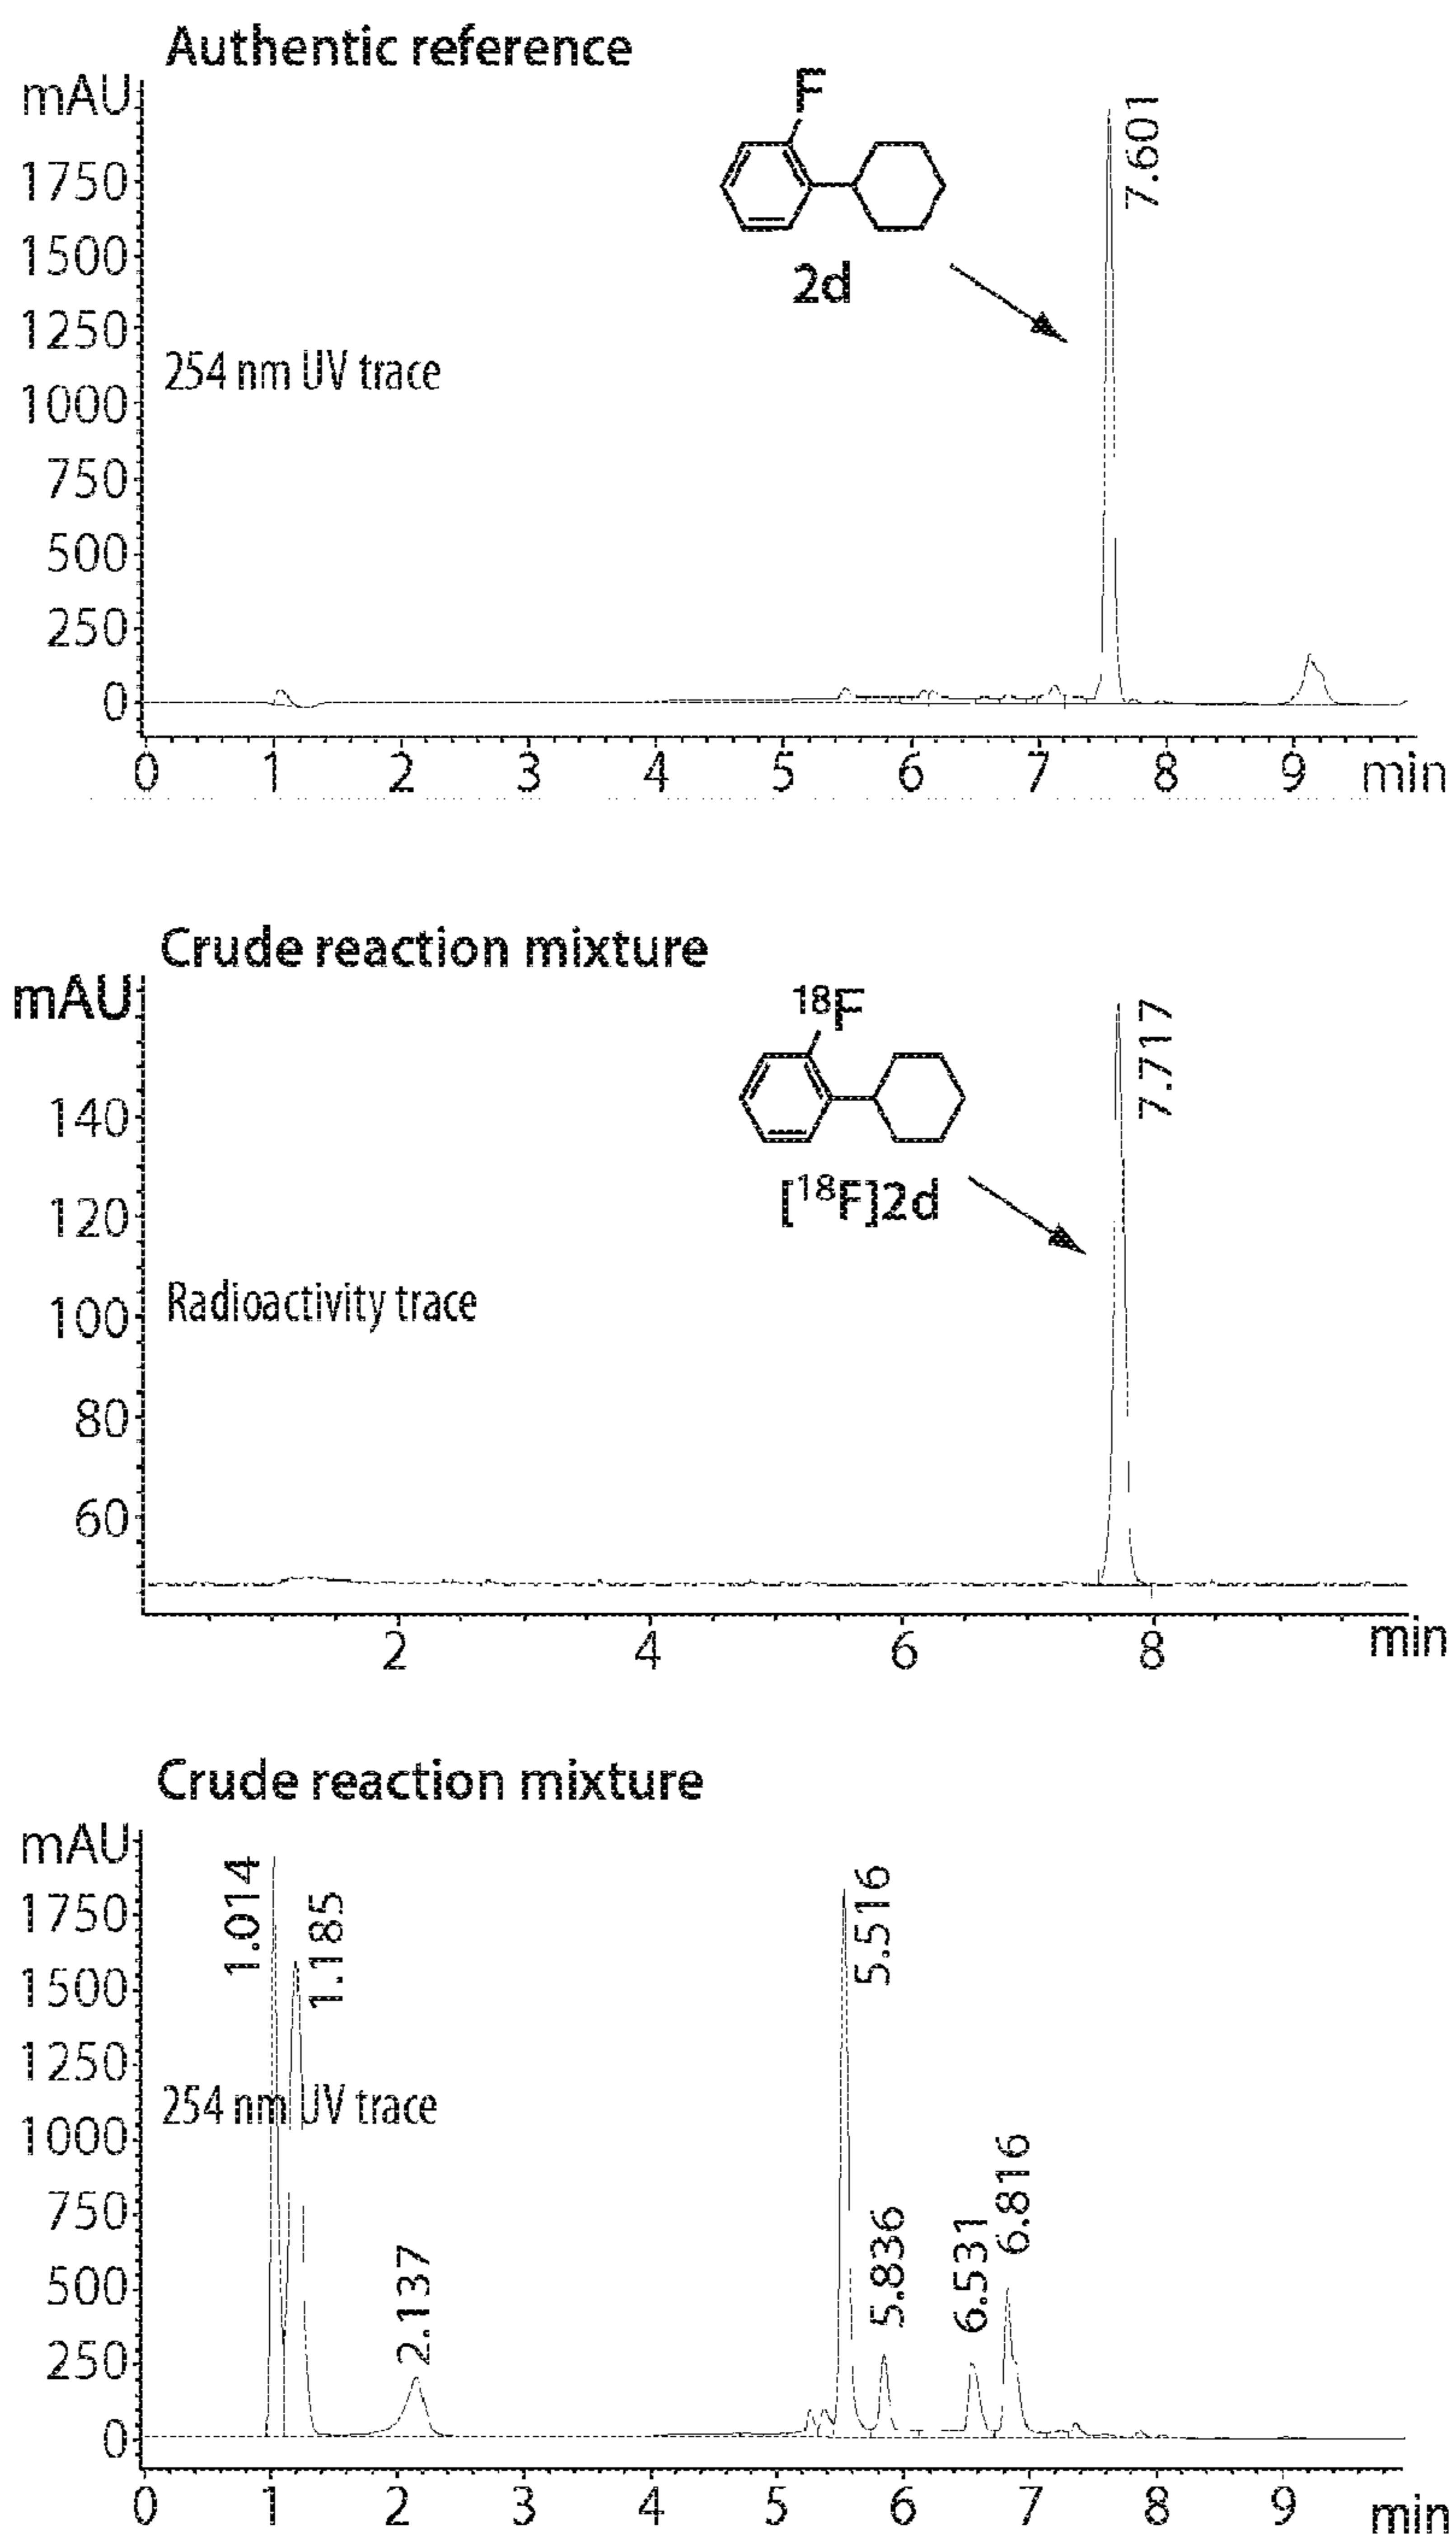 Authentic reference
mAU
F
7.601
1750
1500
2d
1250
254 nm UV trace
1000
750
500
250
0
0 1 2 3 4 5 6 7 8 9 min
Crude reaction mixture
mAU
18F
7.717
140
[18F]2d
120
Radioactivity trace
100
80
60
2 4 6 8 min
Crude reaction mixture
mAU
1.014
1.185
5.516
1750
1500
1250
254 nm UV trace
1000
6.816
750
5.836
6.531
500
2.137
250
0
0 1 2 3 4 5 6 7 8 9 min